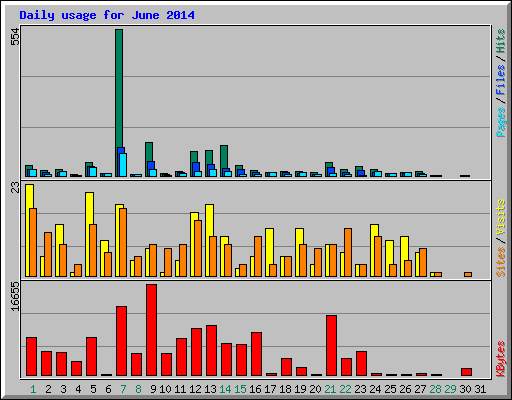 Daily usage for June 2014
554
Pages/Files/Hits
23
Sites/Visits
16655
KBytes
1 2 3 4 5 6 7 8 9 10 11 12 13 14 15 16 17 18 19 20 21 22 23 24 25 26 27 28 29 30 31